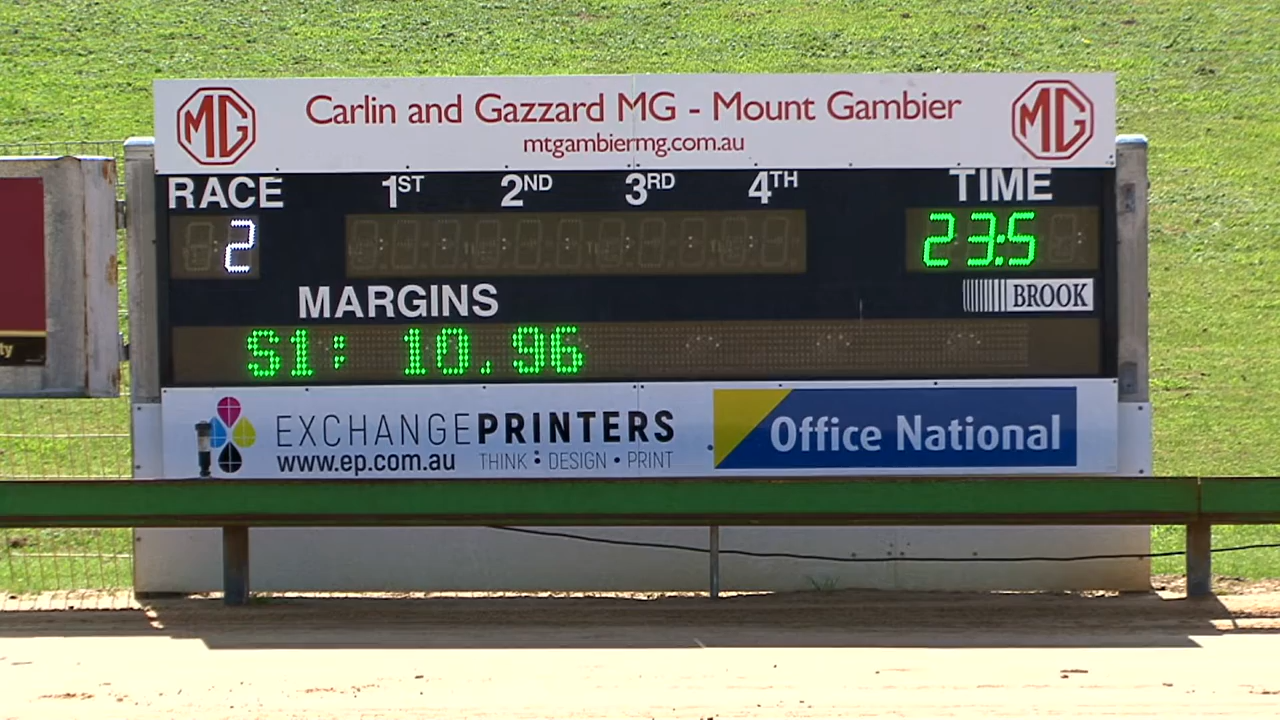 MG Carlin and Gazzard MG - Mount Gambier MG
mtgambiermg.com.au
RACE 1ST 2ND 3RD 4TH TIME
2 23:5
MARGINS BROOK
S1: 10.96
ty
EXCHANGEPRINTERS Office National
www.ep.com.au THINK : DESIGN • PRINT